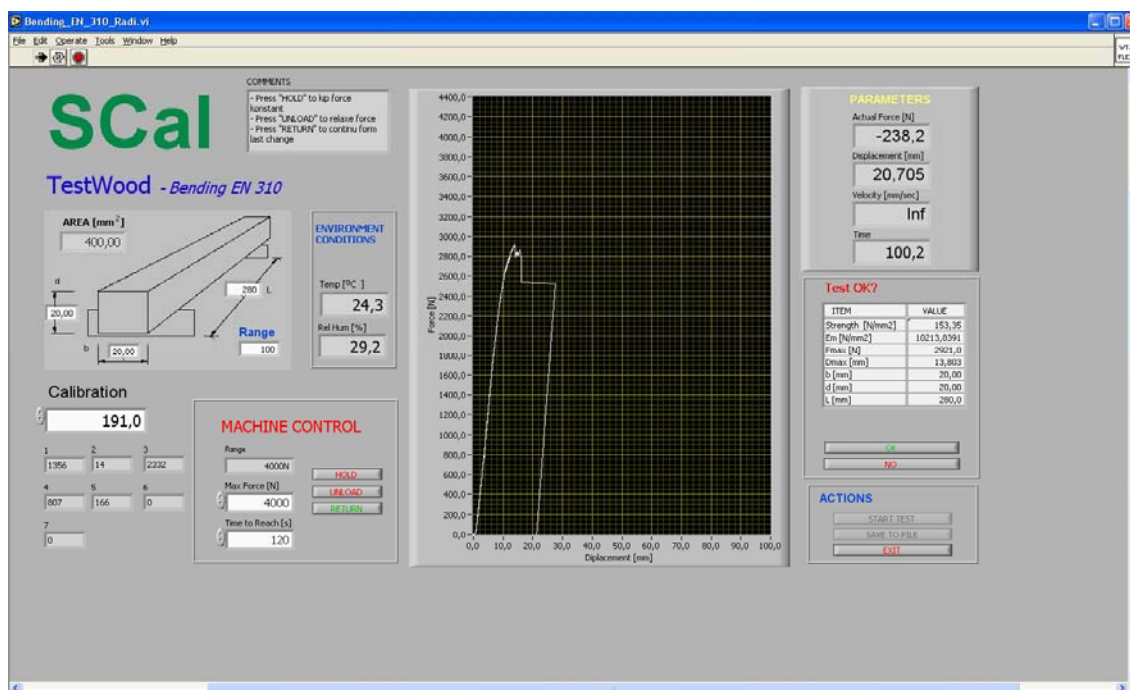 Bending_EN_310_Radi.vi
File Edit Operate Tools Window Help
SCal
TestWood - Bending EN 310
COMMENTS
- Press "HOLD" to kip force
konstant
- Press "UNLOAD" to relaxe force
- Press "RETURN" to continu form
last change
AREA [mm2]
400,00
d
20,00
b
20,00
280 L
Range
100
ENVIRONMENT
CONDITIONS
Temp [ºC ]
24,3
Rel Hum [%]
29,2
Calibration
191,0
1 2 3
1356 14 2332
4 5 6
807 166 0
7
0
MACHINE CONTROL
Range
4000N
Max Force [N]
4000
Time to Reach [s]
120
HOLD
UNLOAD
RETURN
Force [N]
4400,0
4200,0
4000,0
3800,0
3600,0
3400,0
3200,0
3000,0
2800,0
2600,0
2400,0
2200,0
2000,0
1800,0
1600,0
1400,0
1200,0
1000,0
800,0
600,0
400,0
200,0
0,0
0,0 10,0 20,0 30,0 40,0 50,0 60,0 70,0 80,0 90,0 100,0
Diplacement [mm]
PARAMETERS
Actual Force [N]
-238,2
Displacement [mm]
20,705
Velocity [mm/sec]
Inf
Time
100,2
Test OK?
ITEM VALUE
Strength [N/mm2] 153,35
Em [N/mm2] 10213,8391
Fmax [N] 2921,0
Dmax [mm] 13,803
b [mm] 20,00
d [mm] 20,00
L [mm] 280,0
OK
NO
ACTIONS
START TEST
SAVE TO FILE
EXIT